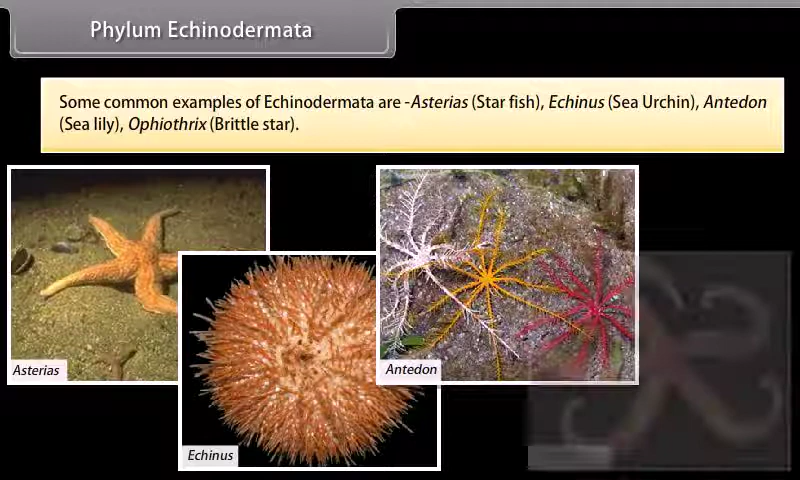 Phylum Echinodermata
Some common examples of Echinodermata are -Asterias (Star fish), Echinus (Sea Urchin), Antedon
(Sea lily), Ophiothrix (Brittle star).
Asterias
Antedon
Echinus